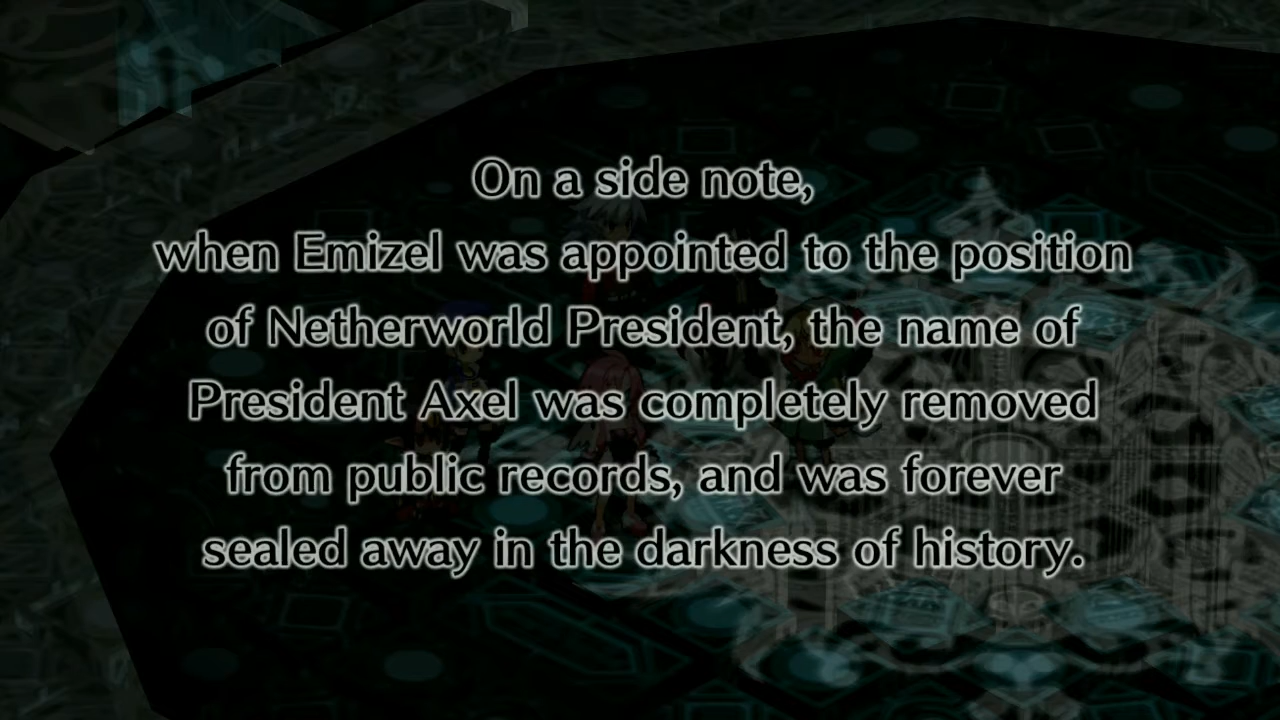 On a side note,
when Emizel was appointed to the position
of Netherworld President, the name of
President Axel was completely removed
from public records, and was forever
sealed away in the darkness of history.